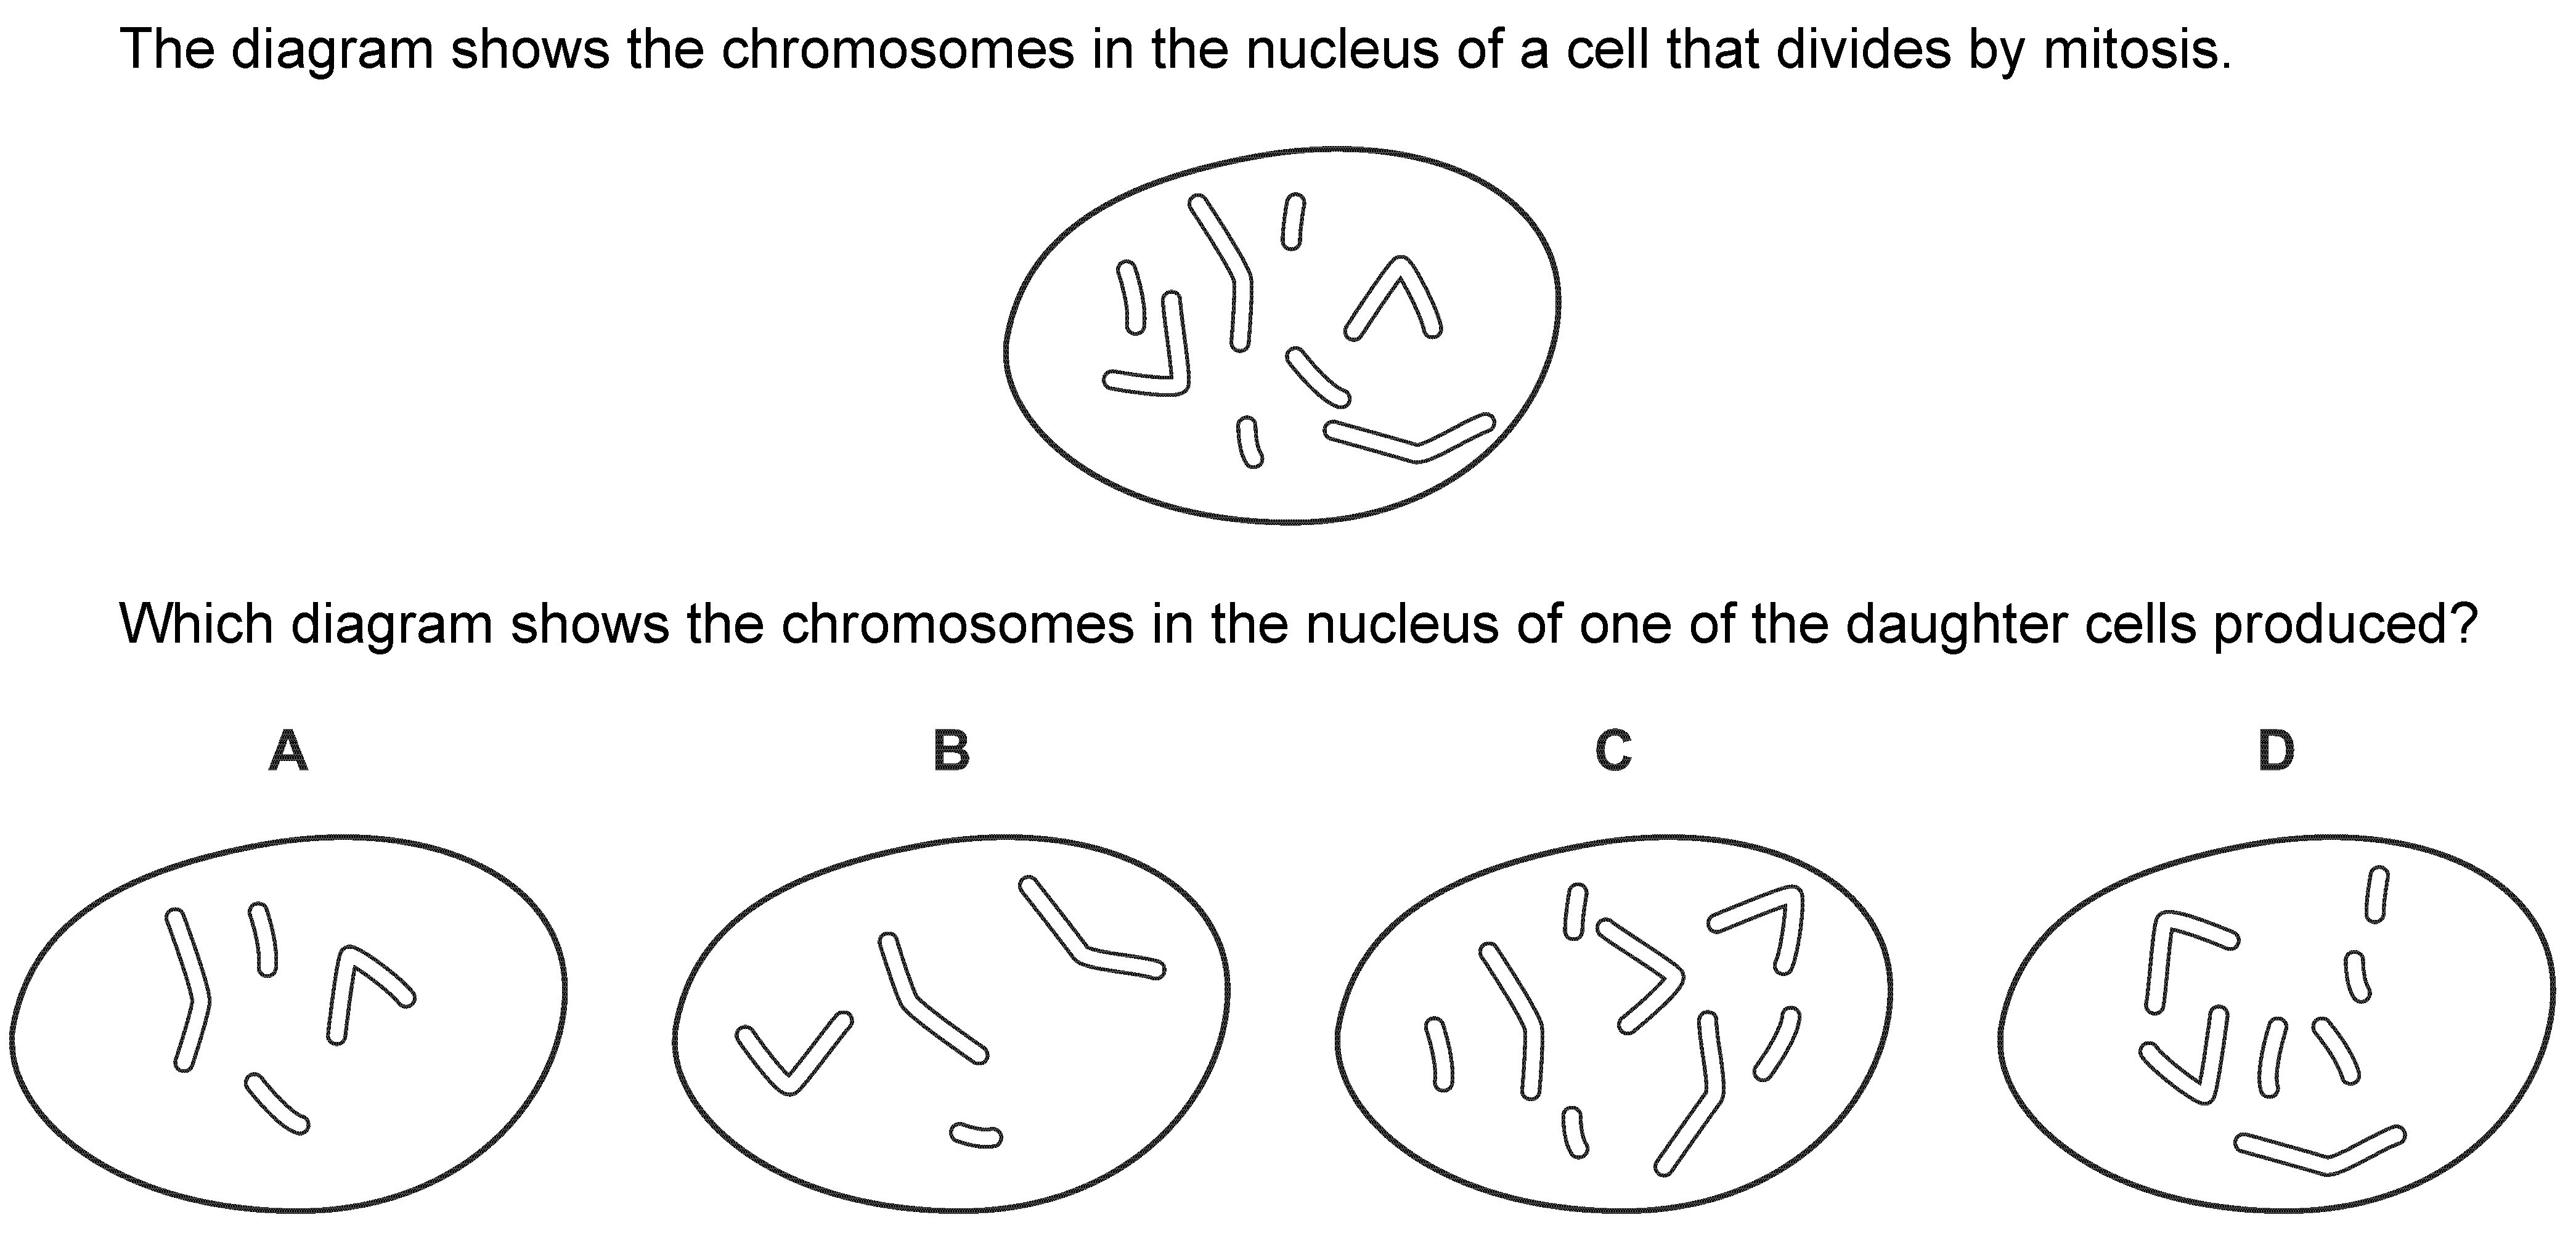 The diagram shows the chromosomes in the nucleus of a cell that divides by mitosis.
Which diagram shows the chromosomes in the nucleus of one of the daughter cells produced?
A B C D